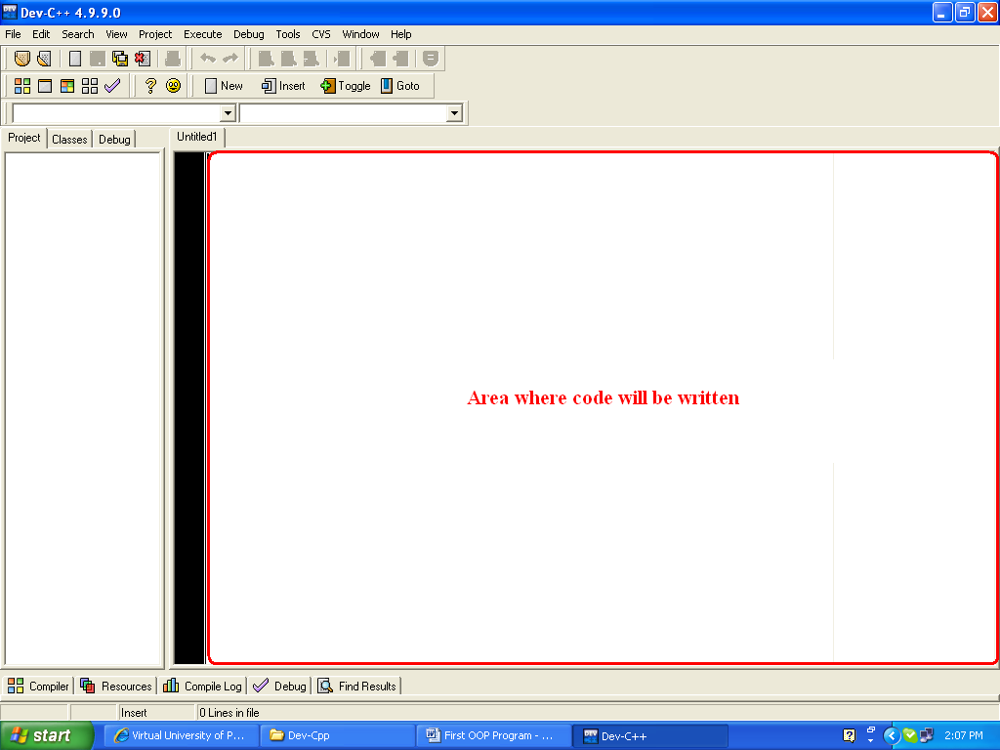 Dev-C++ 4.9.9.0
File Edit Search View Project Execute Debug Tools CVS Window Help
New Insert Toggle Goto
Project Classes Debug Untitled1
Area where code will be written
Compiler Resources Compile Log Debug Find Results
Insert 0 Lines in file
start Virtual University of P... Dev-Cpp First OOP Program - ... Dev-C++ 2:07 PM